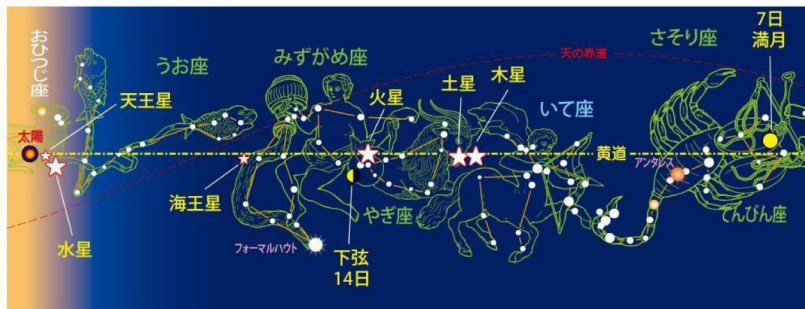 おひつじ座
うお座
みずがめ座
さそり座
7日
満月
天の赤道
天王星
火星
土星
木星
いて座
太陽
黄道
アンタレス
水星
海王星
やぎ座
てんびん座
フォーマルハウト
下弦
14日